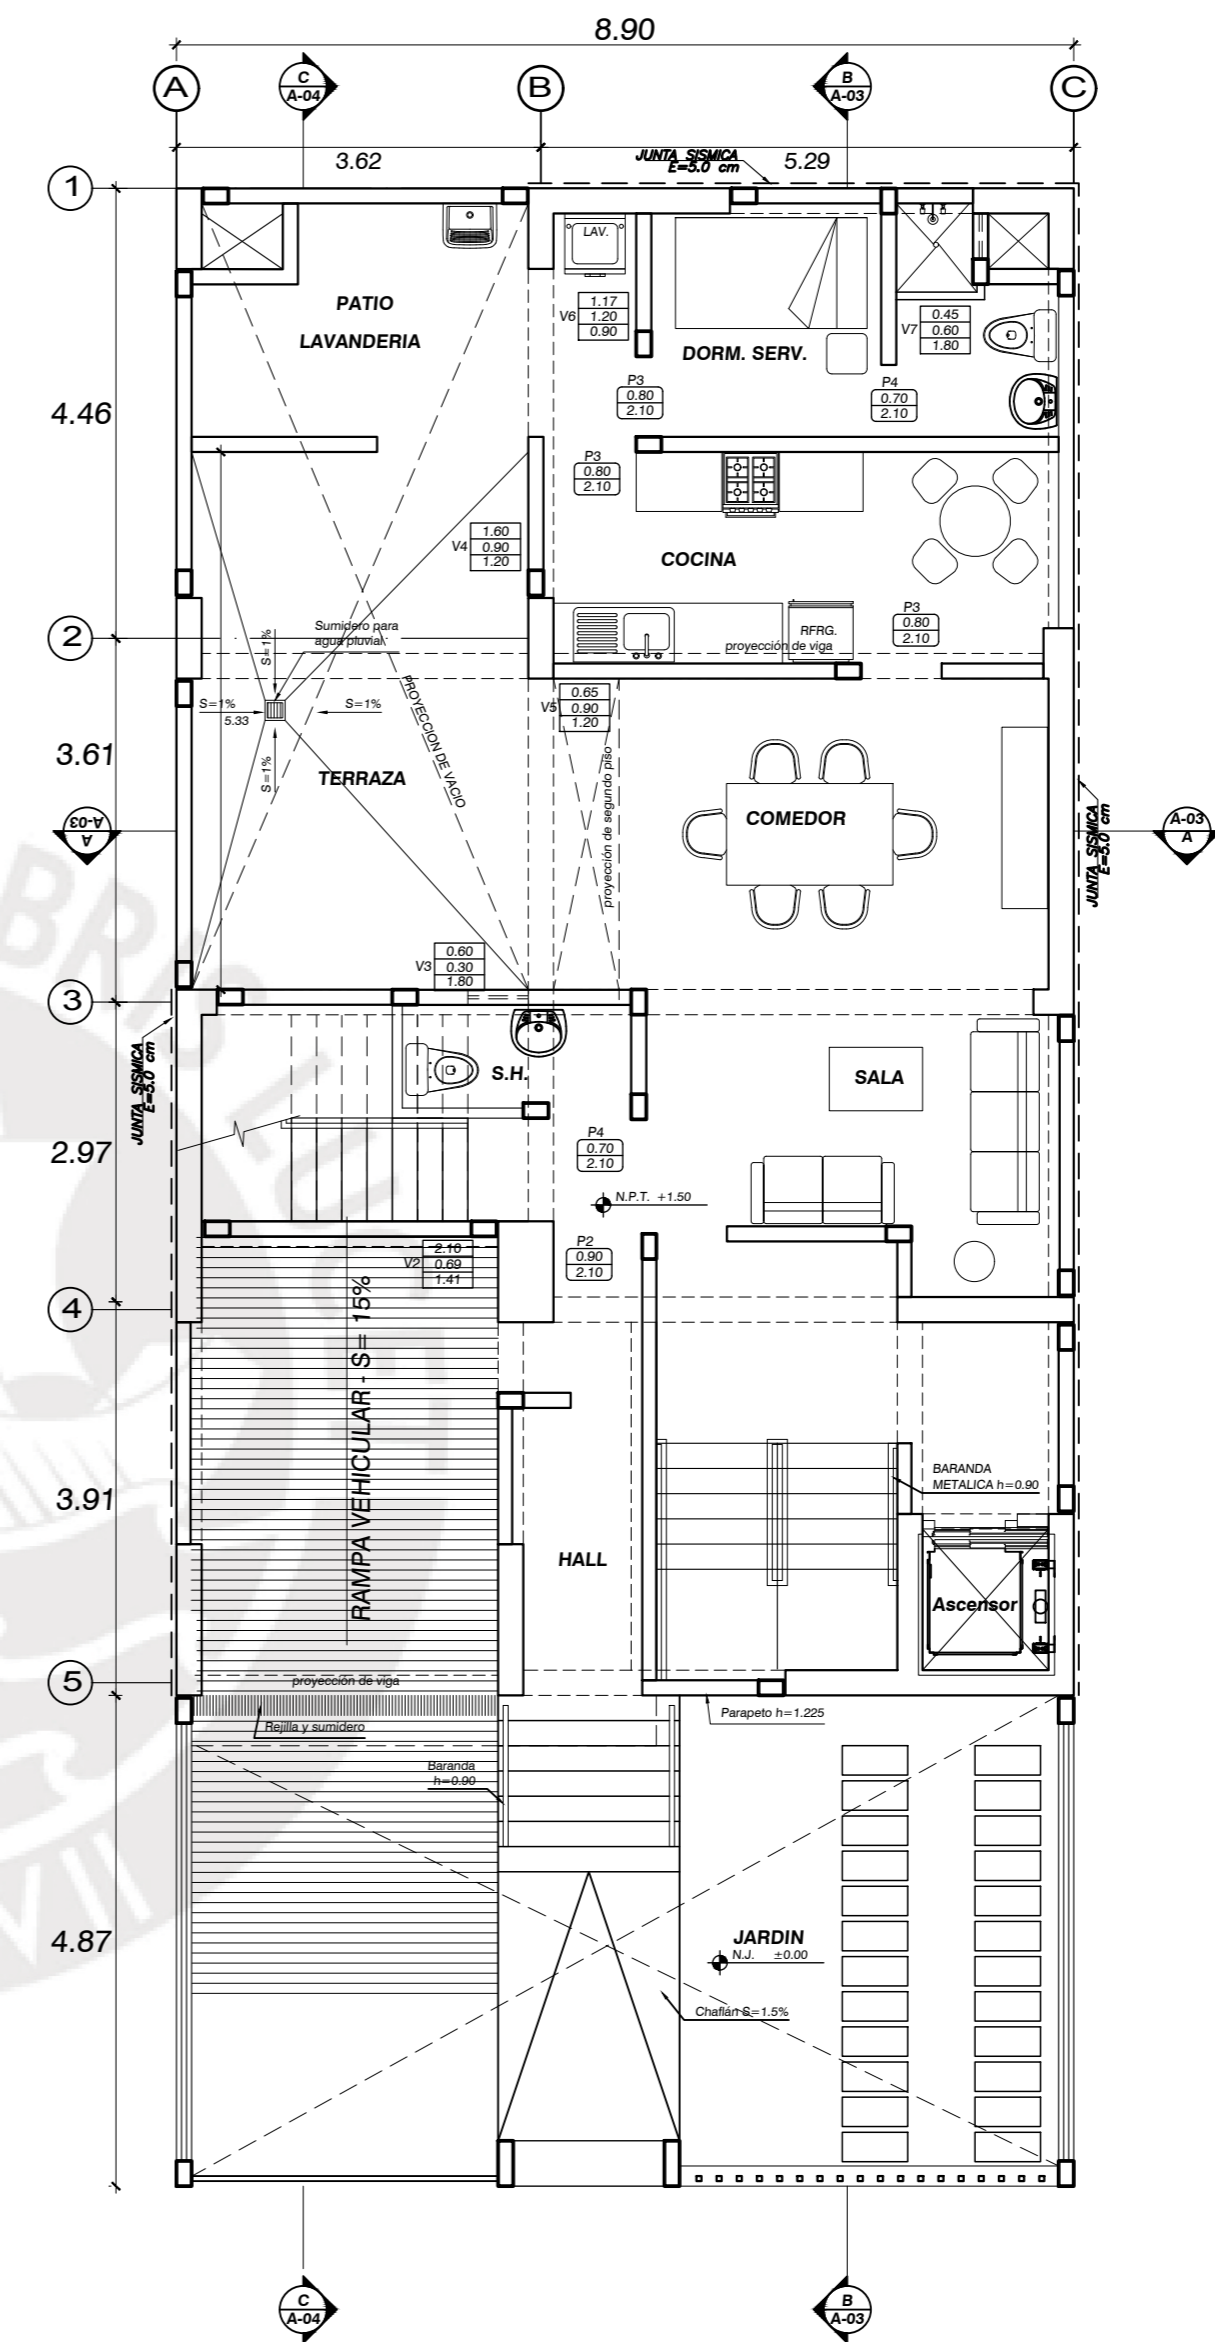 8.90
A
C
A-04
B
B
A-03
C
3.62
JUNTA SISMICA
E=5.0 cm
5.29
1
LAV.
PATIO
LAVANDERIA
V6
1.17
1.20
0.90
DORM. SERV.
V7
0.45
0.60
1.80
P3
0.80
2.10
P4
0.70
2.10
4.46
P3
0.80
2.10
V4
1.60
0.90
1.20
COCINA
2
Sumidero para
agua pluvial
RFRG.
P3
0.80
2.10
proyección de viga
S=1%
S=1%
5.33
S=1%
S=1%
PROYECCION DE VACIO
V5
0.65
0.90
1.20
proyección de segundo piso
3.61
TERRAZA
COMEDOR
A-03
A
JUNTA SISMICA
E=5.0 cm
A-03
A
V3
0.60
0.30
1.80
3
JUNTA SISMICA
E=5.0 cm
S.H.
SALA
2.97
P4
0.70
2.10
N.P.T. +1.50
V2
2.10
0.69
1.41
P2
0.90
2.10
4
RAMPA VEHICULAR - S= 15%
3.91
BARANDA
METALICA h=0.90
HALL
Ascensor
5
proyección de viga
Rejilla y sumidero
Parapeto h=1.225
Baranda
h=0.90
4.87
JARDIN
N.J. ±0.00
Chaflán S=1.5%
C
A-04
B
A-03
BRIS LUCET
VII